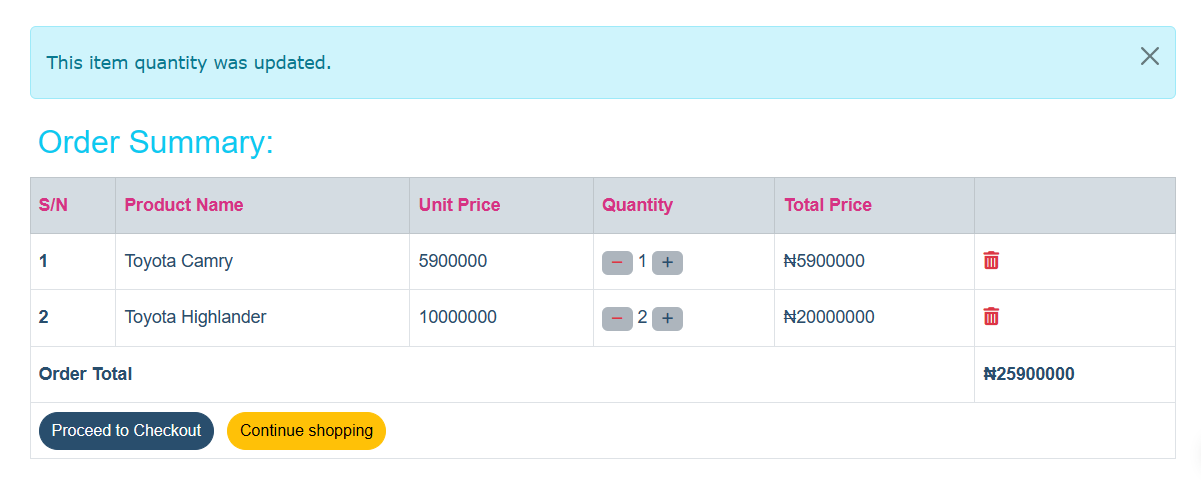 This item quantity was updated.
Order Summary:
S/N Product Name Unit Price Quantity Total Price
1 Toyota Camry 5900000 − 1 + ₦5900000
2 Toyota Highlander 10000000 − 2 + ₦20000000
Order Total ₦25900000
Proceed to Checkout Continue shopping